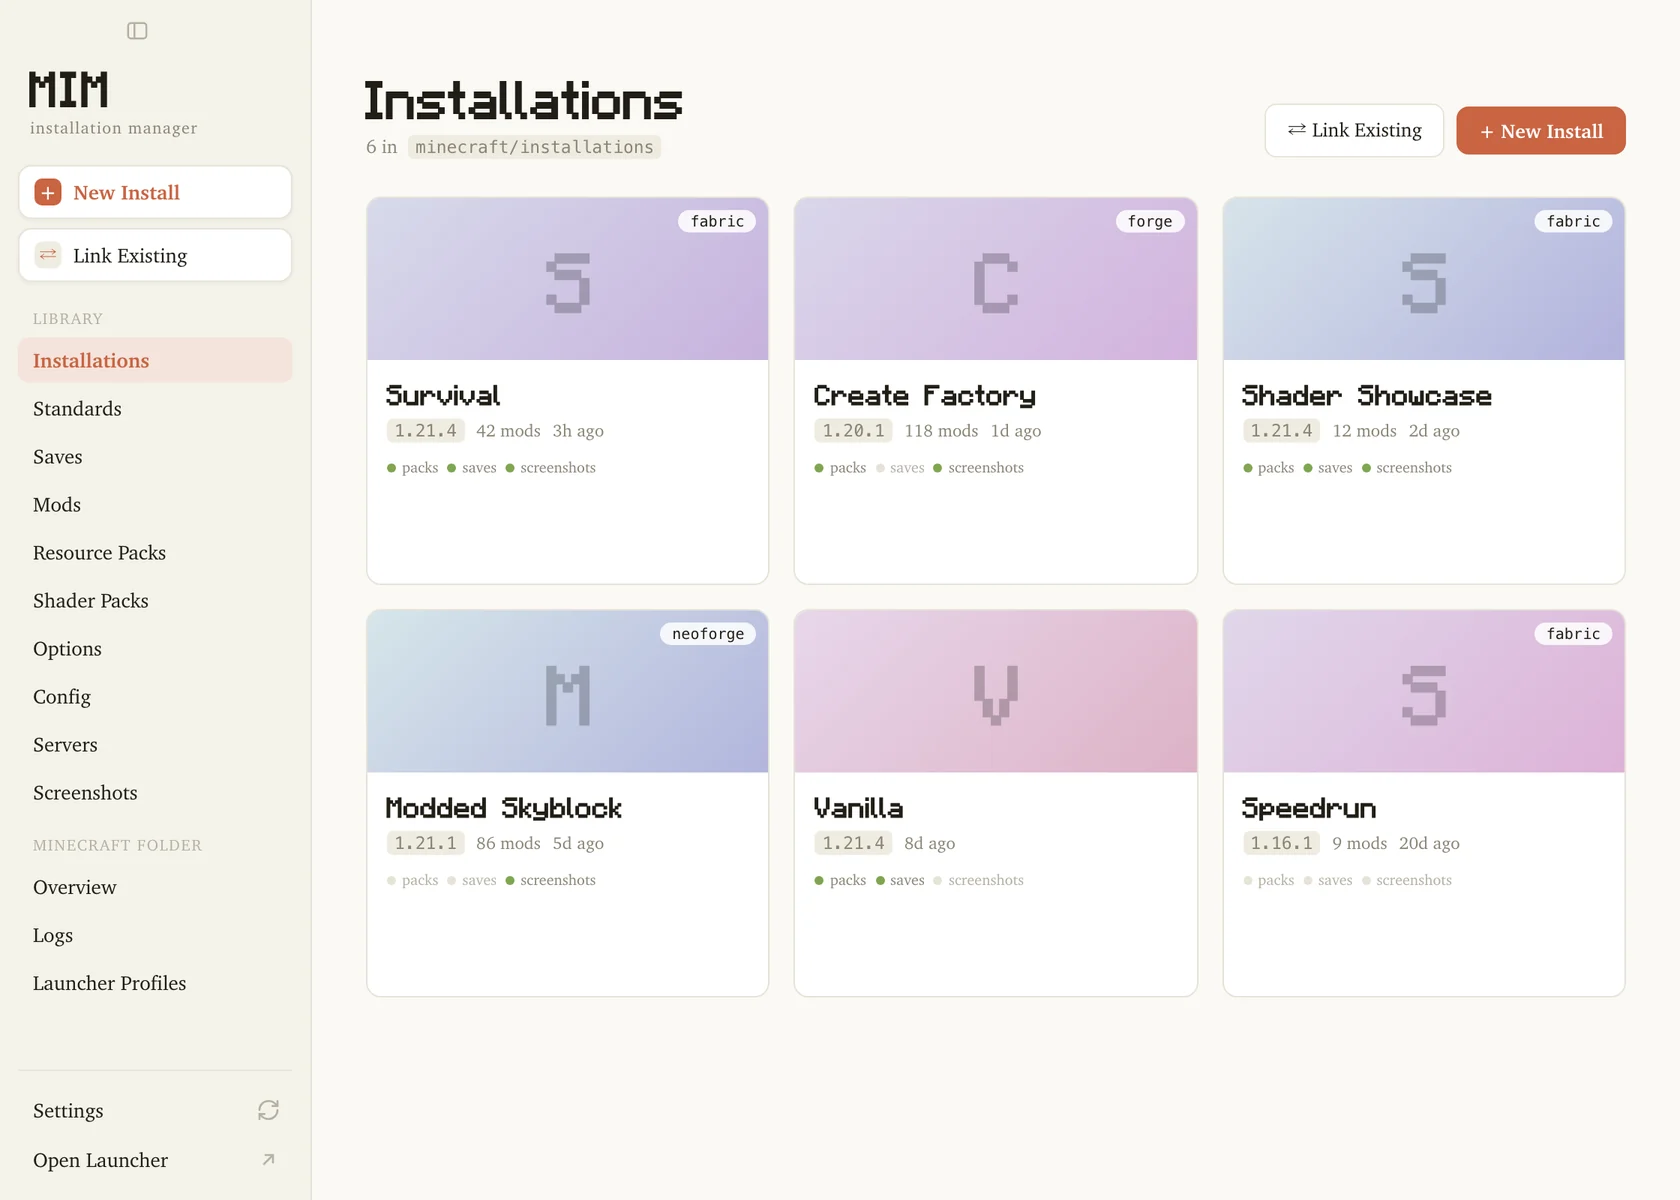 MIM
installation manager
+ New Install
⇄ Link Existing
LIBRARY
Installations
Standards
Saves
Mods
Resource Packs
Shader Packs
Options
Config
Servers
Screenshots
MINECRAFT FOLDER
Overview
Logs
Launcher Profiles
Settings
Open Launcher ↗
Installations
6 in minecraft/installations
⇄ Link Existing
+ New Install
fabric
S
Survival
1.21.4 42 mods 3h ago
packs saves screenshots
forge
C
Create Factory
1.20.1 118 mods 1d ago
packs saves screenshots
fabric
S
Shader Showcase
1.21.4 12 mods 2d ago
packs saves screenshots
neoforge
M
Modded Skyblock
1.21.1 86 mods 5d ago
packs saves screenshots
V
Vanilla
1.21.4 8d ago
packs saves screenshots
fabric
S
Speedrun
1.16.1 9 mods 20d ago
packs saves screenshots